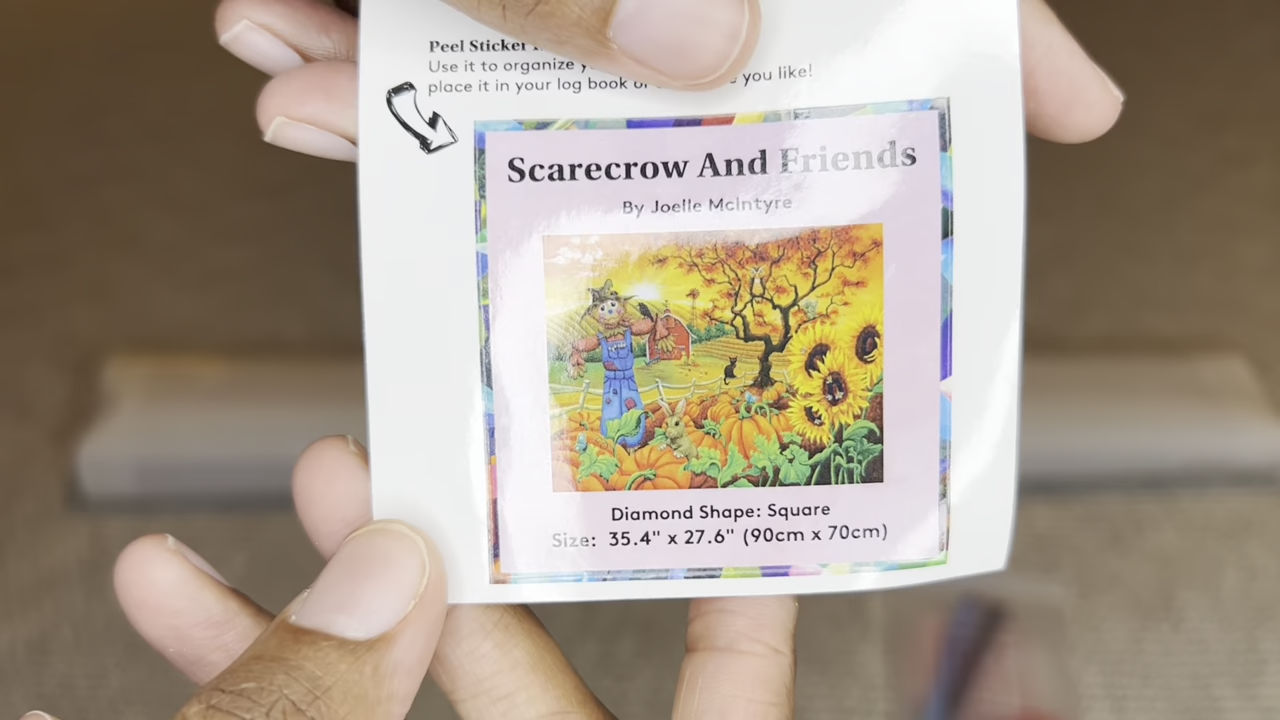 Peel Sticker
Use it to organize
place it in your log book or you like!
Scarecrow And Friends
By Joelle McIntyre
Diamond Shape: Square
Size: 35.4" x 27.6" (90cm x 70cm)